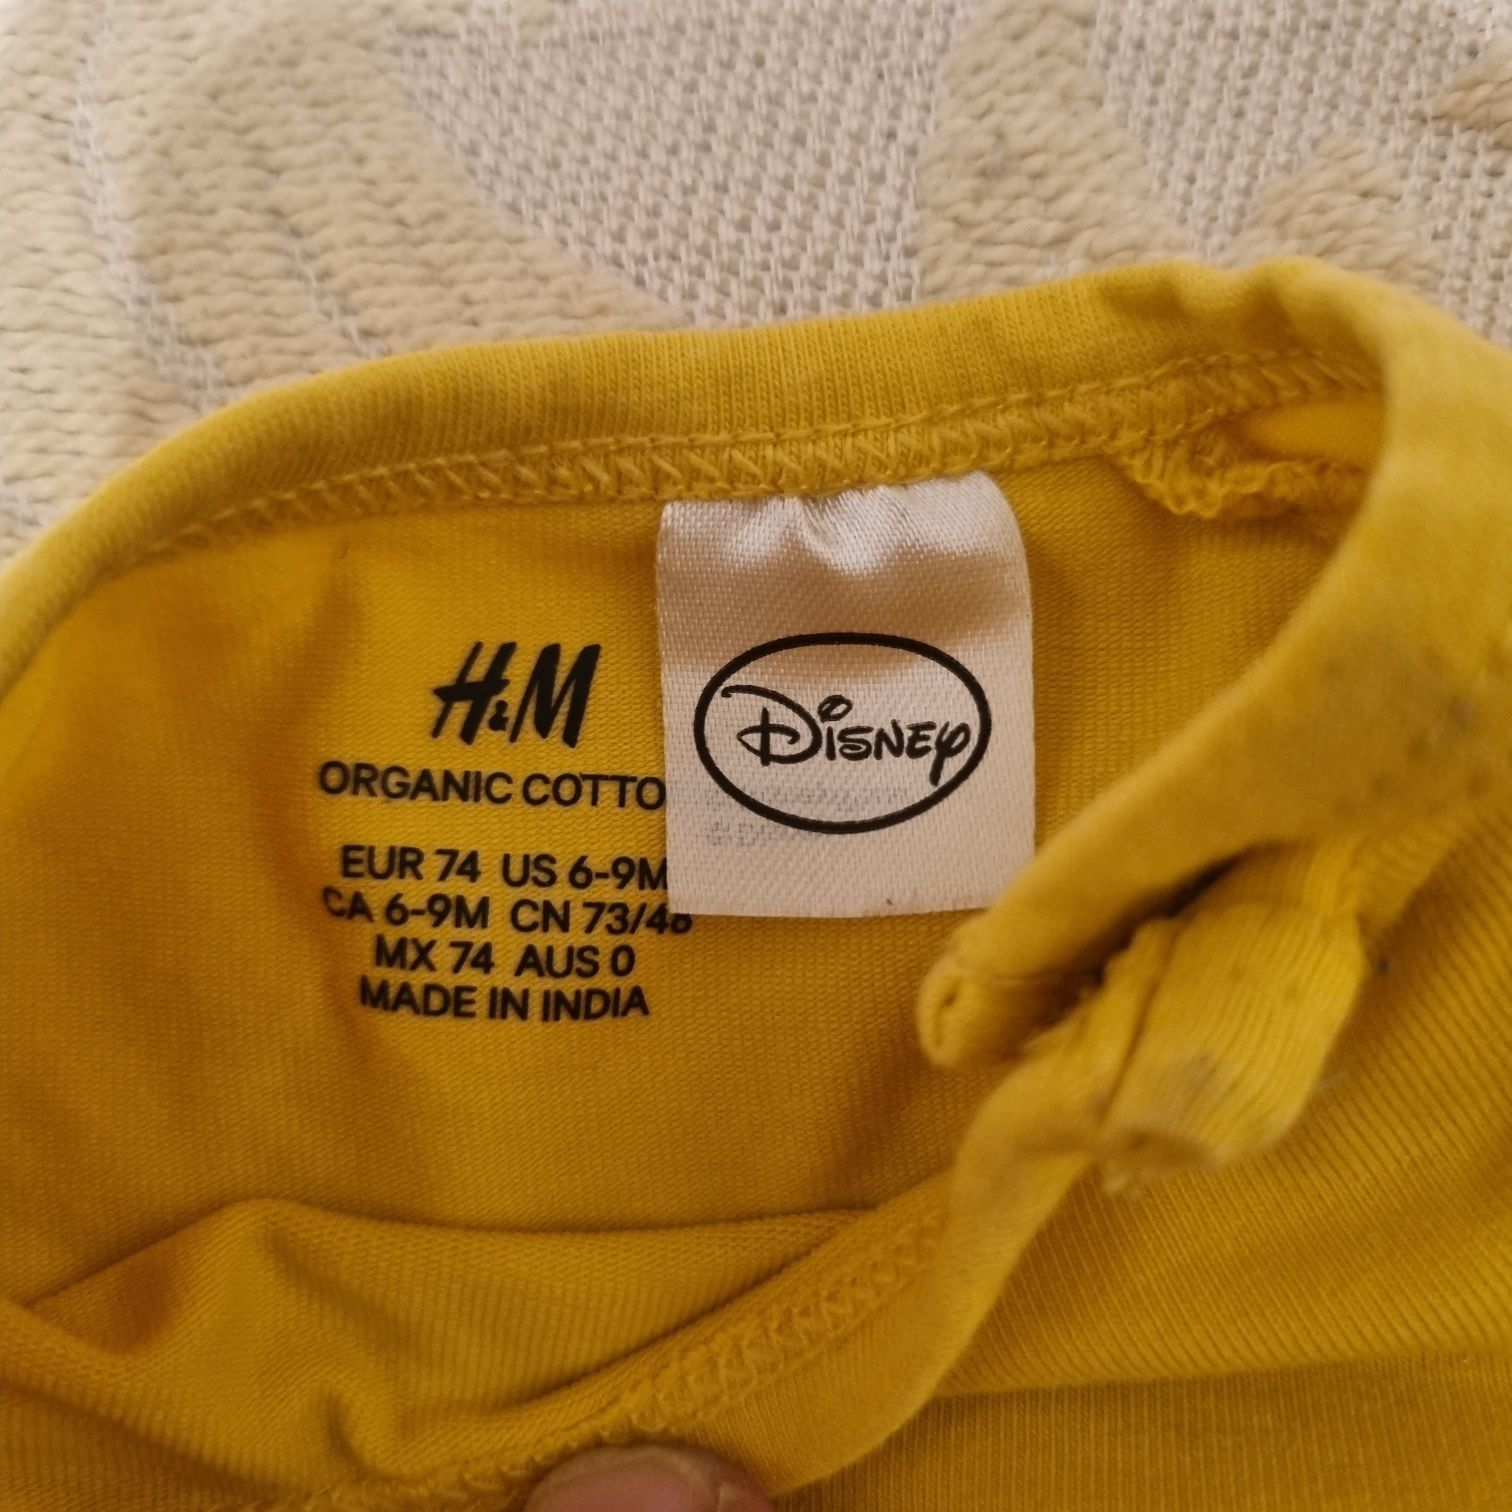 H&M
ORGANIC COTTO
EUR 74 US 6-9M
CA 6-9M CN 73/48
MX 74 AUS 0
MADE IN INDIA
Disney